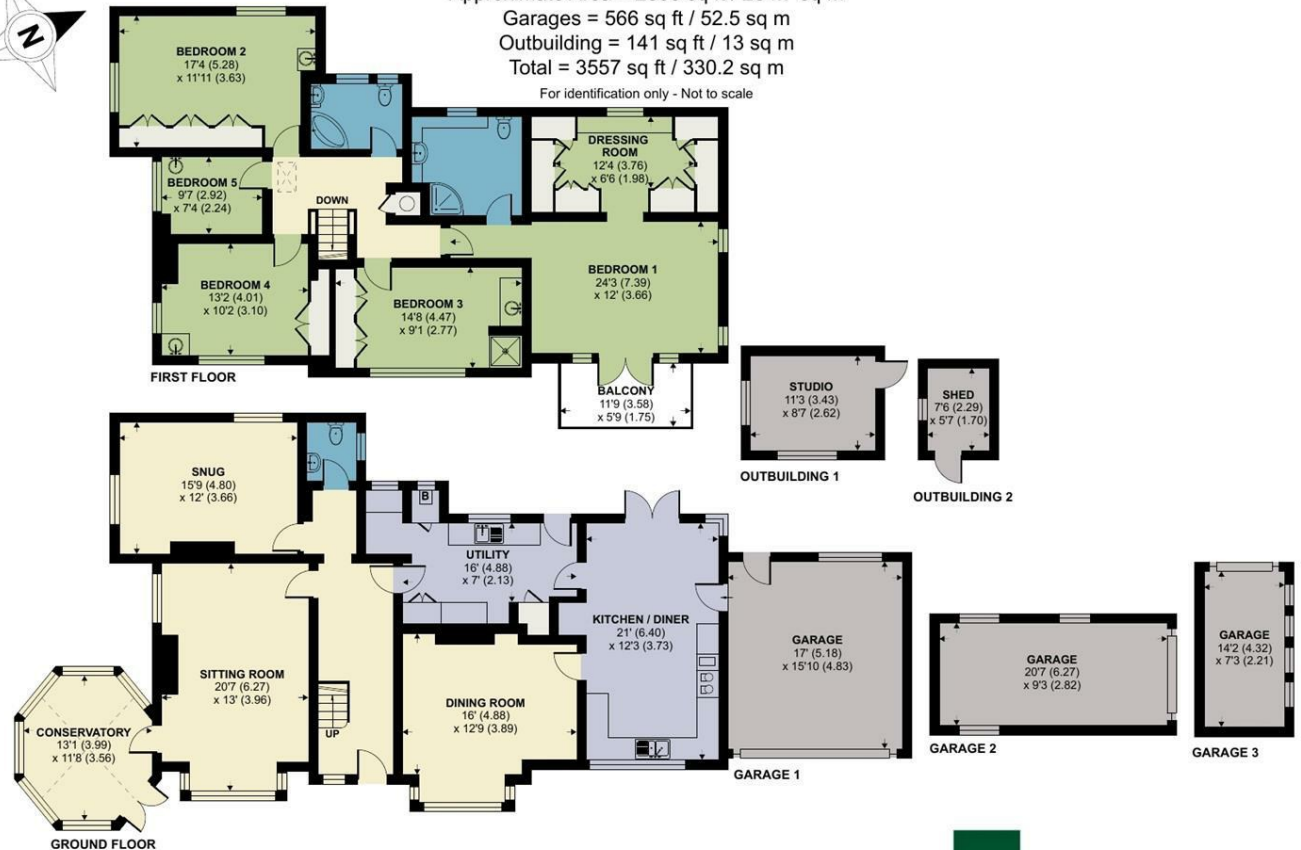 N
Garages = 566 sq ft / 52.5 sq m
Outbuilding = 141 sq ft / 13 sq m
Total = 3557 sq ft / 330.2 sq m
For identification only - Not to scale
BEDROOM 2
17'4 (5.28)
x 11'11 (3.63)
BEDROOM 5
9'7 (2.92)
x 7'4 (2.24)
DOWN
DRESSING
ROOM
12'4 (3.76)
x 6'6 (1.98)
BEDROOM 4
13'2 (4.01)
x 10'2 (3.10)
BEDROOM 3
14'8 (4.47)
x 9'1 (2.77)
BEDROOM 1
24'3 (7.39)
x 12' (3.66)
FIRST FLOOR
BALCONY
11'9 (3.58)
x 5'9 (1.75)
STUDIO
11'3 (3.43)
x 8'7 (2.62)
OUTBUILDING 1
SHED
7'6 (2.29)
x 5'7 (1.70)
OUTBUILDING 2
SNUG
15'9 (4.80)
x 12' (3.66)
B
UTILITY
16' (4.88)
x 7' (2.13)
SITTING ROOM
20'7 (6.27)
x 13' (3.96)
CONSERVATORY
13'1 (3.99)
x 11'8 (3.56)
UP
DINING ROOM
16' (4.88)
x 12'9 (3.89)
KITCHEN / DINER
21' (6.40)
x 12'3 (3.73)
GARAGE
17' (5.18)
x 15'10 (4.83)
GARAGE 1
GARAGE
20'7 (6.27)
x 9'3 (2.82)
GARAGE 2
GARAGE
14'2 (4.32)
x 7'3 (2.21)
GARAGE 3
GROUND FLOOR